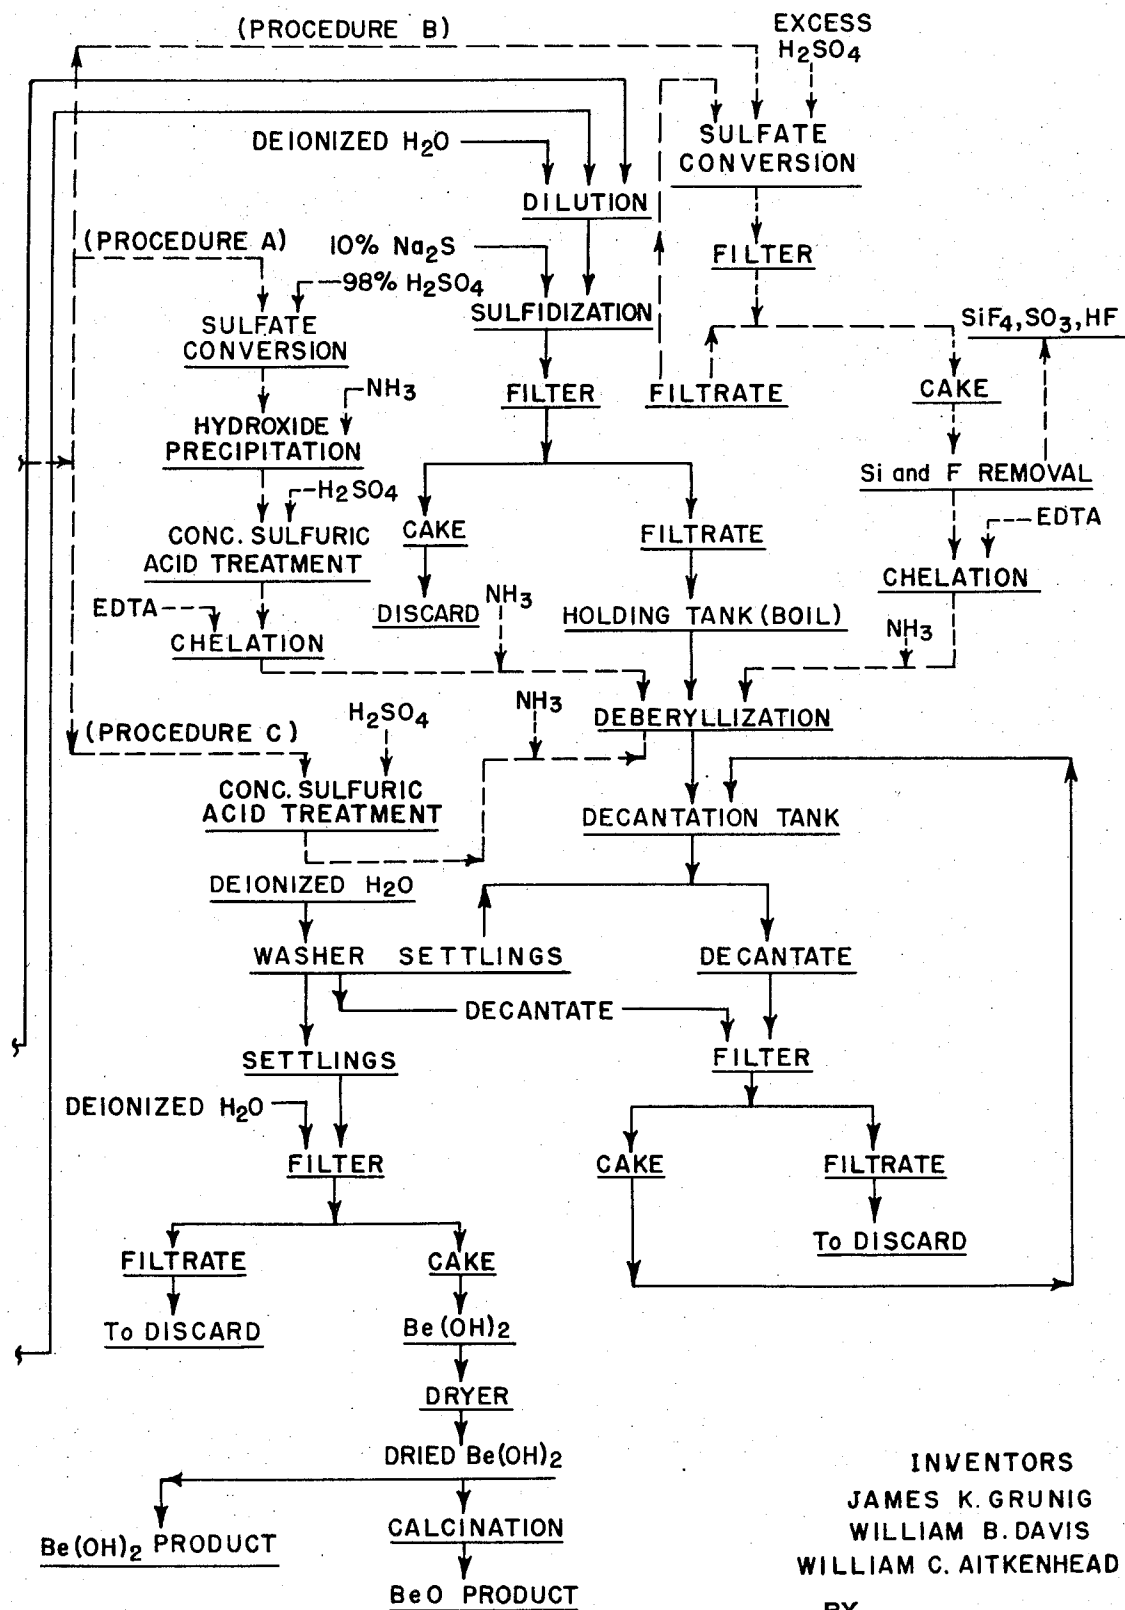 (PROCEDURE B)
EXCESS
H2SO4
DEIONIZED H2O
SULFATE
CONVERSION
DILUTION
(PROCEDURE A)
10% Na2S
FILTER
98% H2SO4
SULFIDIZATION
SULFATE
CONVERSION
SiF4, SO3, HF
NH3
FILTER
FILTRATE
CAKE
HYDROXIDE
PRECIPITATION
Si and F REMOVAL
H2SO4
CONC. SULFURIC
ACID TREATMENT
CAKE
FILTRATE
EDTA
CHELATION
EDTA
NH3
DISCARD
HOLDING TANK (BOIL)
CHELATION
NH3
NH3
H2SO4
DEBERYLLIZATION
(PROCEDURE C)
CONC. SULFURIC
ACID TREATMENT
DECANTATION TANK
DEIONIZED H2O
WASHER SETTLINGS
DECANTATE
DECANTATE
SETTLINGS
FILTER
DEIONIZED H2O
FILTER
CAKE
FILTRATE
To DISCARD
FILTRATE
CAKE
To DISCARD
Be(OH)2
DRYER
DRIED Be(OH)2
Be(OH)2 PRODUCT
CALCINATION
BeO PRODUCT
INVENTORS
JAMES K. GRUNIG
WILLIAM B. DAVIS
WILLIAM C. AITKENHEAD
BY